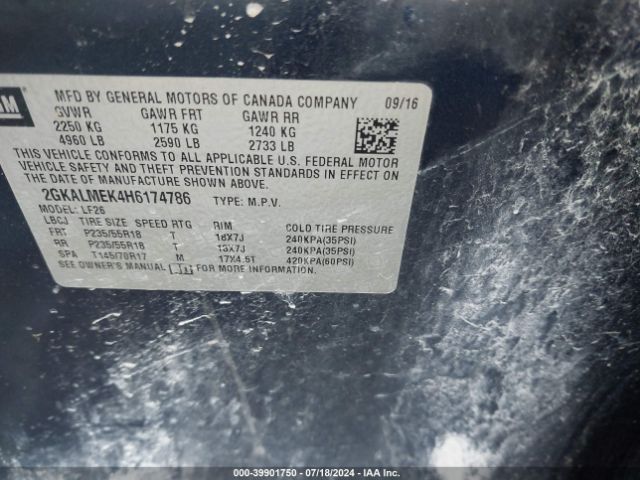 GM
MFD BY GENERAL MOTORS OF CANADA COMPANY 09/16
GVWR GAWR FRT GAWR RR
2250 KG 1175 KG 1240 KG
4960 LB 2590 LB 2733 LB
THIS VEHICLE CONFORMS TO ALL APPLICABLE U.S. FEDERAL MOTOR
VEHICLE SAFETY AND THEFT PREVENTION STANDARDS IN EFFECT ON
THE DATE OF MANUFACTURE SHOWN ABOVE.
2GKALMEK4H6174786 TYPE: M.P.V.
MODEL: LF26
LBCJ TIRE SIZE SPEED RTG RIM COLD TIRE PRESSURE
FRT P235/55R18 T 18X7J 240KPA(35PSI)
RR P235/55R18 T 18X7J 240KPA(35PSI)
SPA T145/70R17 M 17X4.5T 420KPA(60PSI)
SEE OWNER'S MANUAL FOR MORE INFORMATION.
000-39901750 - 07/18/2024 - IAA Inc.